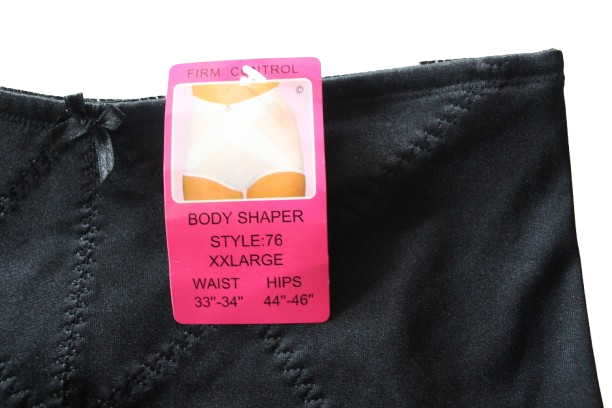 FIRM CONTROL
©
BODY SHAPER
STYLE:76
XXLARGE
WAIST HIPS
33"-34" 44"-46"